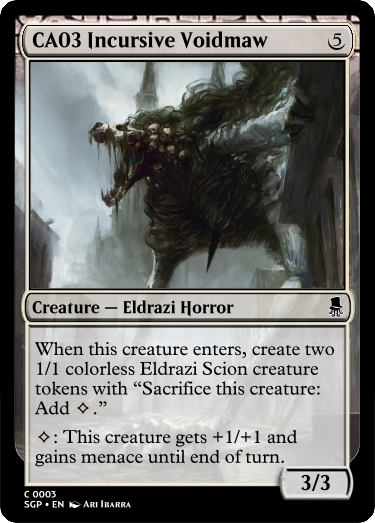 CA03 Incursive Voidmaw 5
Creature — Eldrazi Horror
When this creature enters, create two
1/1 colorless Eldrazi Scion creature
tokens with “Sacrifice this creature:
Add ◇.”
◇: This creature gets +1/+1 and
gains menace until end of turn.
3/3
C 0003
SGP • EN Ari Ibarra